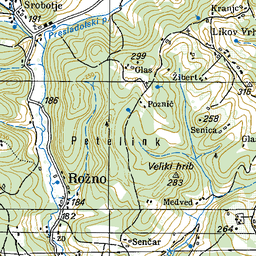 Srobotje
Kranjc
191
Presladolski p.
Likov Vrh
299
Glas
Žibert
316
186
Poznič
258
Senica
Gla
Petelink
Veliki hrib
283
Rožno
184
Medved
182
264
Senčar